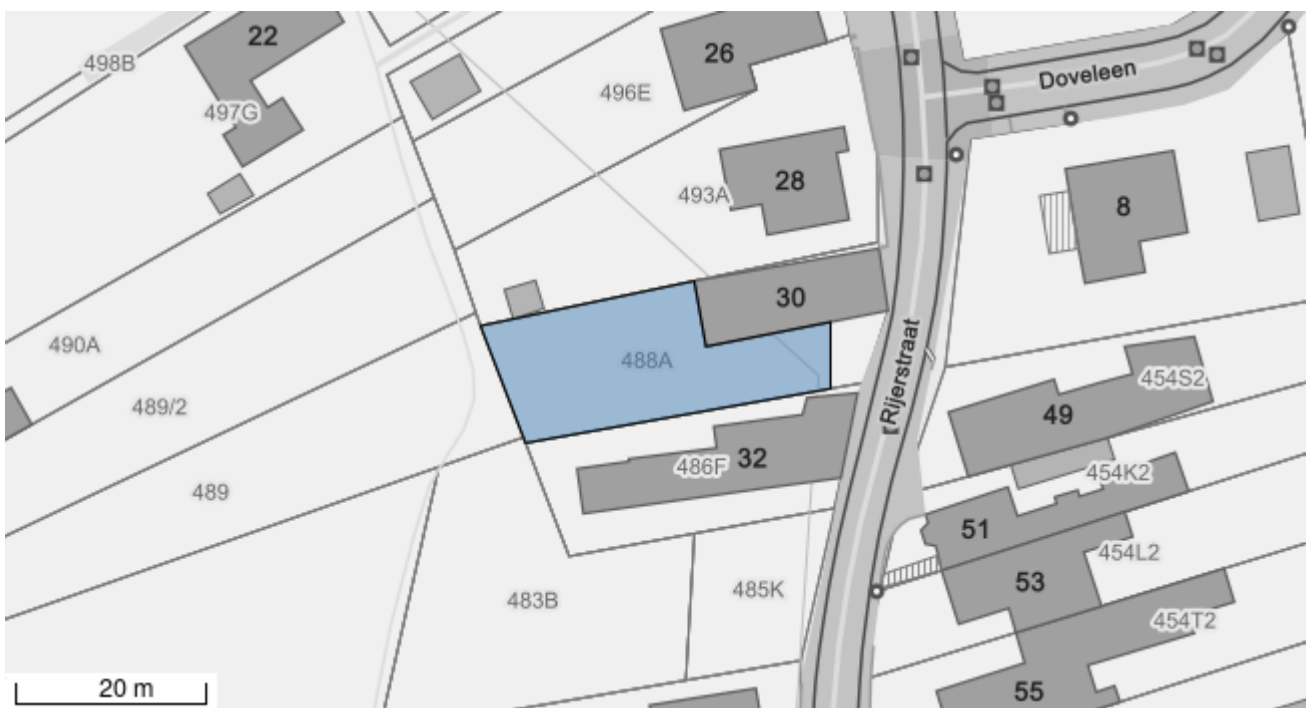 22
498B
497G
26
496E
Doveleen
28
493A
8
30
490A
488A
Rijerstraat
454S2
489/2
49
32
486F
454K2
489
51
454L2
53
483B
485K
454T2
20 m
55